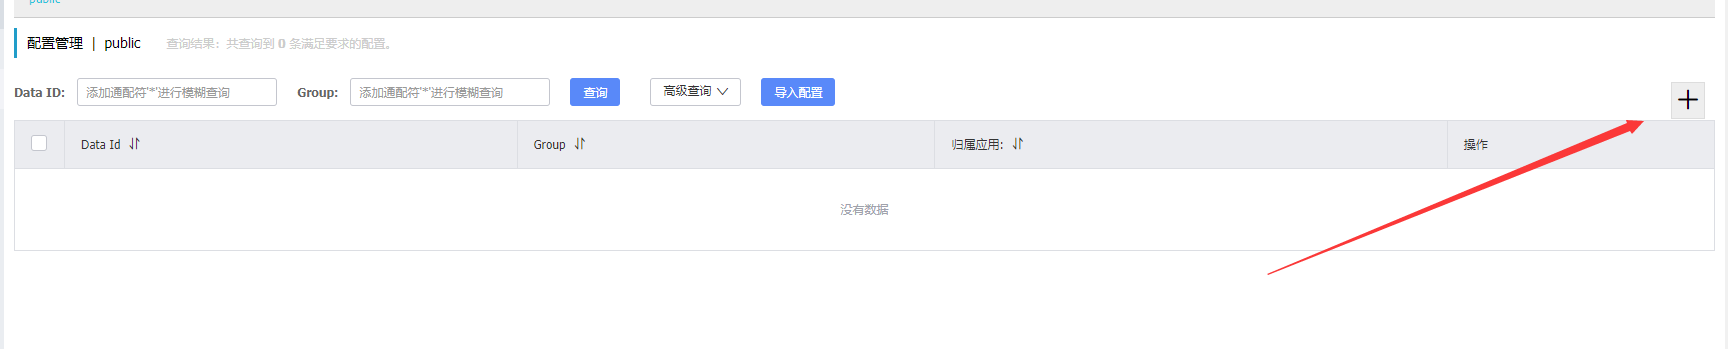 public
配置管理 | public 查询结果：共查询到 0 条满足要求的配置。
Data ID: 添加通配符'*'进行模糊查询 Group: 添加通配符'*'进行模糊查询 查询 高级查询 导入配置
Data Id Group 归属应用: 操作
没有数据